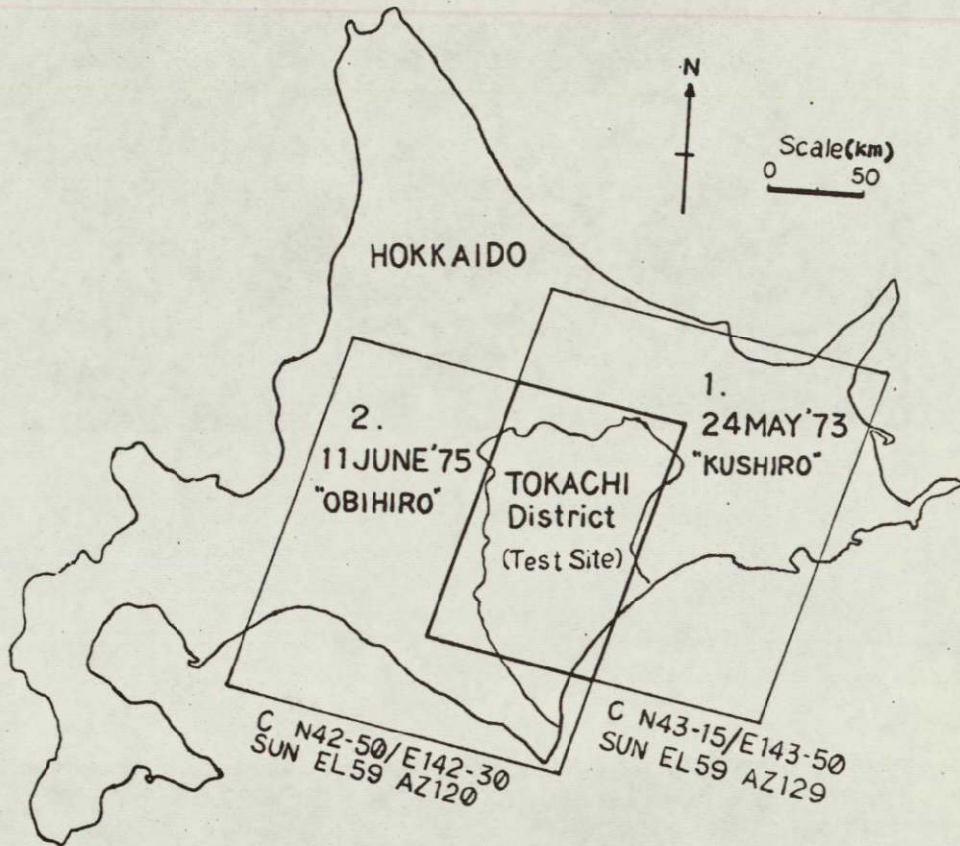 N
Scale(km)
0 50
HOKKAIDO
1.
24MAY'73
"KUSHIRO"
2.
11JUNE'75
"OBIHIRO"
TOKACHI
District
(Test Site)
C N43-15/E143-50
SUN EL59 AZ129
C N42-50/E142-30
SUN EL59 AZ120